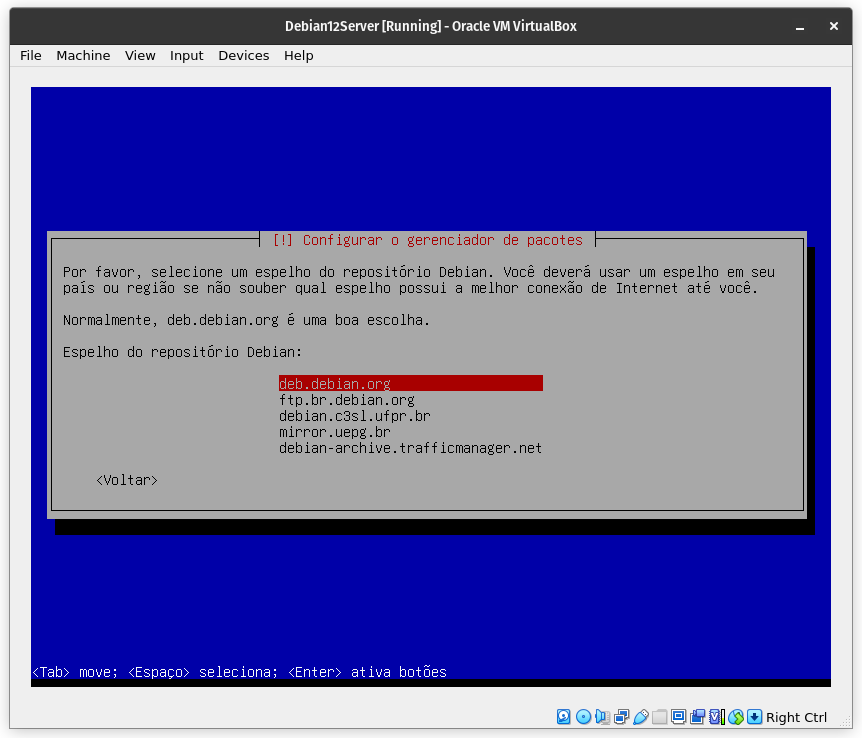 Debian12Server [Running] - Oracle VM VirtualBox
File Machine View Input Devices Help
[!] Configurar o gerenciador de pacotes
Por favor, selecione um espelho do repositório Debian. Você deverá usar um espelho em seu
país ou região se não souber qual espelho possui a melhor conexão de Internet até você.
Normalmente, deb.debian.org é uma boa escolha.
Espelho do repositório Debian:
deb.debian.org
ftp.br.debian.org
debian.c3sl.ufpr.br
mirror.uepg.br
debian-archive.trafficmanager.net
<Voltar>
<Tab> move; <Espaço> seleciona; <Enter> ativa botões
Right Ctrl